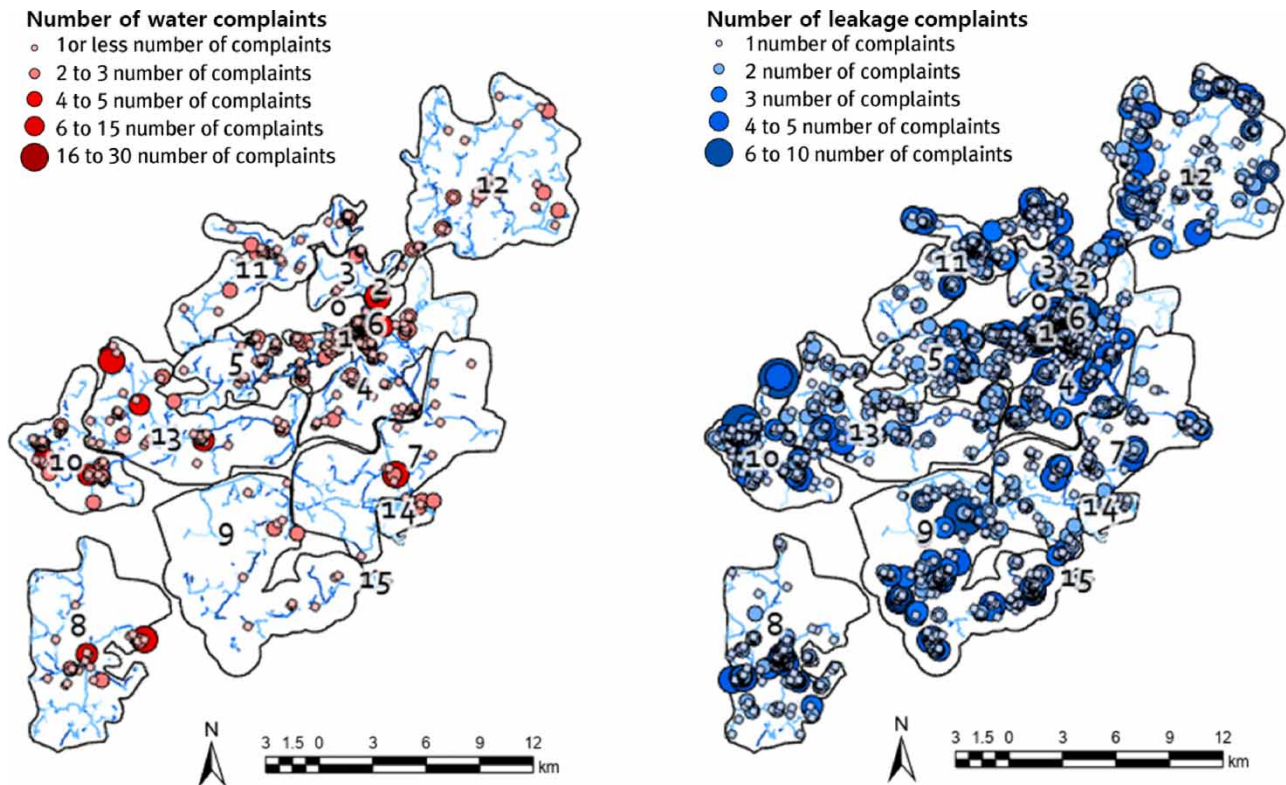 Number of water complaints
1or less number of complaints
2 to 3 number of complaints
4 to 5 number of complaints
6 to 15 number of complaints
16 to 30 number of complaints
12
11
3
2
0
6
1
5
4
13
10
7
14
9
15
8
N
3 1.5 0 3 6 9 12
km
Number of leakage complaints
1number of complaints
2 number of complaints
3 number of complaints
4 to 5 number of complaints
6 to 10 number of complaints
12
11
3
2
0
6
1
5
4
13
10
7
14
9
15
8
N
3 1.5 0 3 6 9 12
km